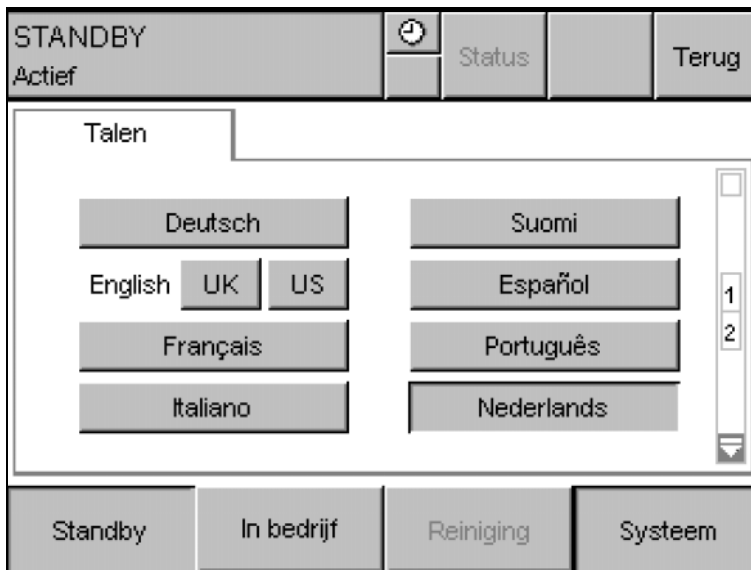 STANDBY
Actief
Status
Terug
Talen
Deutsch
Suomi
English UK US
Español
Français
Português
Italiano
Nederlands
1
2
Standby
In bedrijf
Reiniging
Systeem